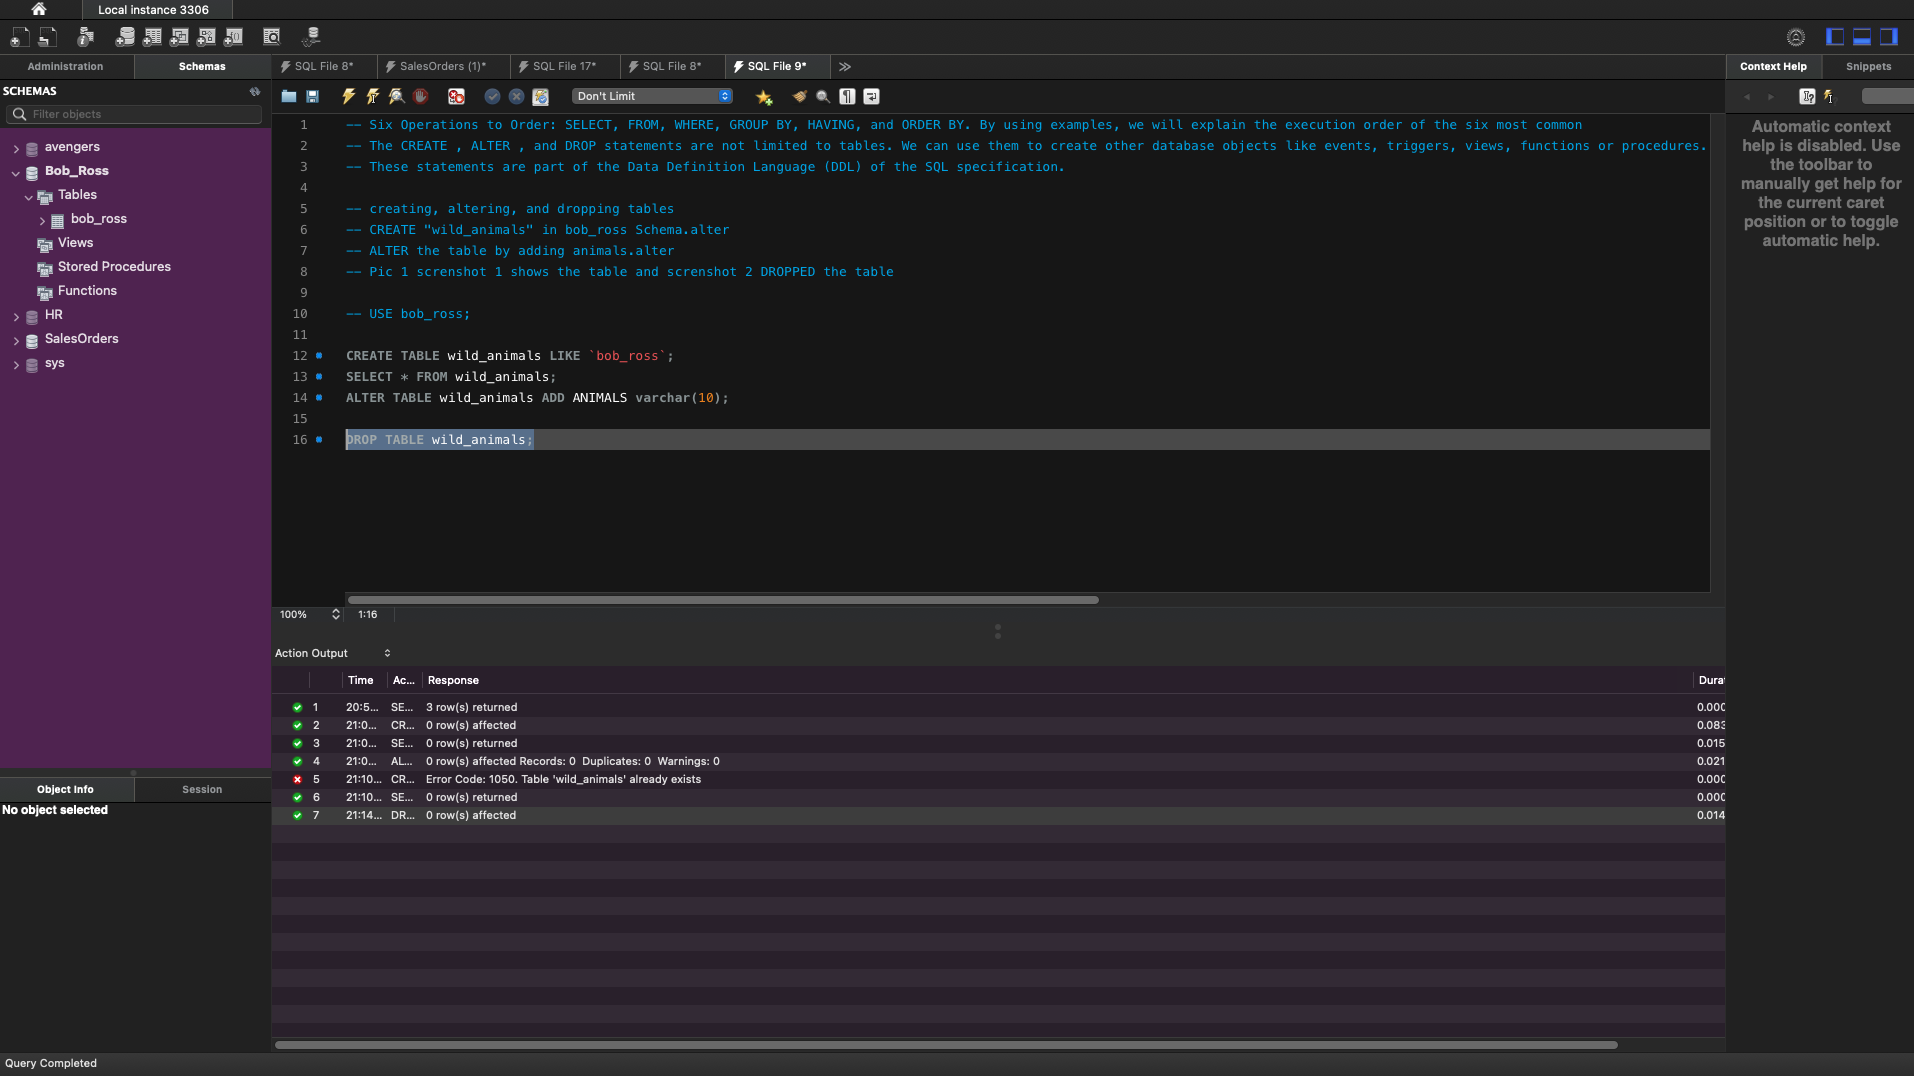 Local instance 3306
Administration
Schemas
SQL File 8*
SalesOrders (1)*
SQL File 17*
SQL File 8*
SQL File 9*
Context Help
Snippets
SCHEMAS
Filter objects
avengers
Bob_Ross
Tables
bob_ross
Views
Stored Procedures
Functions
HR
SalesOrders
sys
Object Info
Session
No object selected
Don't Limit
1 -- Six Operations to Order: SELECT, FROM, WHERE, GROUP BY, HAVING, and ORDER BY. By using examples, we will explain the execution order of the six most common
2 -- The CREATE , ALTER , and DROP statements are not limited to tables. We can use them to create other database objects like events, triggers, views, functions or procedures.
3 -- These statements are part of the Data Definition Language (DDL) of the SQL specification.
4
5 -- creating, altering, and dropping tables
6 -- CREATE "wild_animals" in bob_ross Schema.alter
7 -- ALTER the table by adding animals.alter
8 -- Pic 1 screnshot 1 shows the table and screnshot 2 DROPPED the table
9
10 -- USE bob_ross;
11
12 CREATE TABLE wild_animals LIKE `bob_ross`;
13 SELECT * FROM wild_animals;
14 ALTER TABLE wild_animals ADD ANIMALS varchar(10);
15
16 DROP TABLE wild_animals;
100% 1:16
Action Output
Time Ac... Response Durat
1 20:5... SE... 3 row(s) returned 0.000
2 21:0... CR... 0 row(s) affected 0.083
3 21:0... SE... 0 row(s) returned 0.015
4 21:0... AL... 0 row(s) affected Records: 0 Duplicates: 0 Warnings: 0 0.021
5 21:10... CR... Error Code: 1050. Table 'wild_animals' already exists 0.000
6 21:10... SE... 0 row(s) returned 0.000
7 21:14... DR... 0 row(s) affected 0.014
Automatic context
help is disabled. Use
the toolbar to
manually get help for
the current caret
position or to toggle
automatic help.
Query Completed